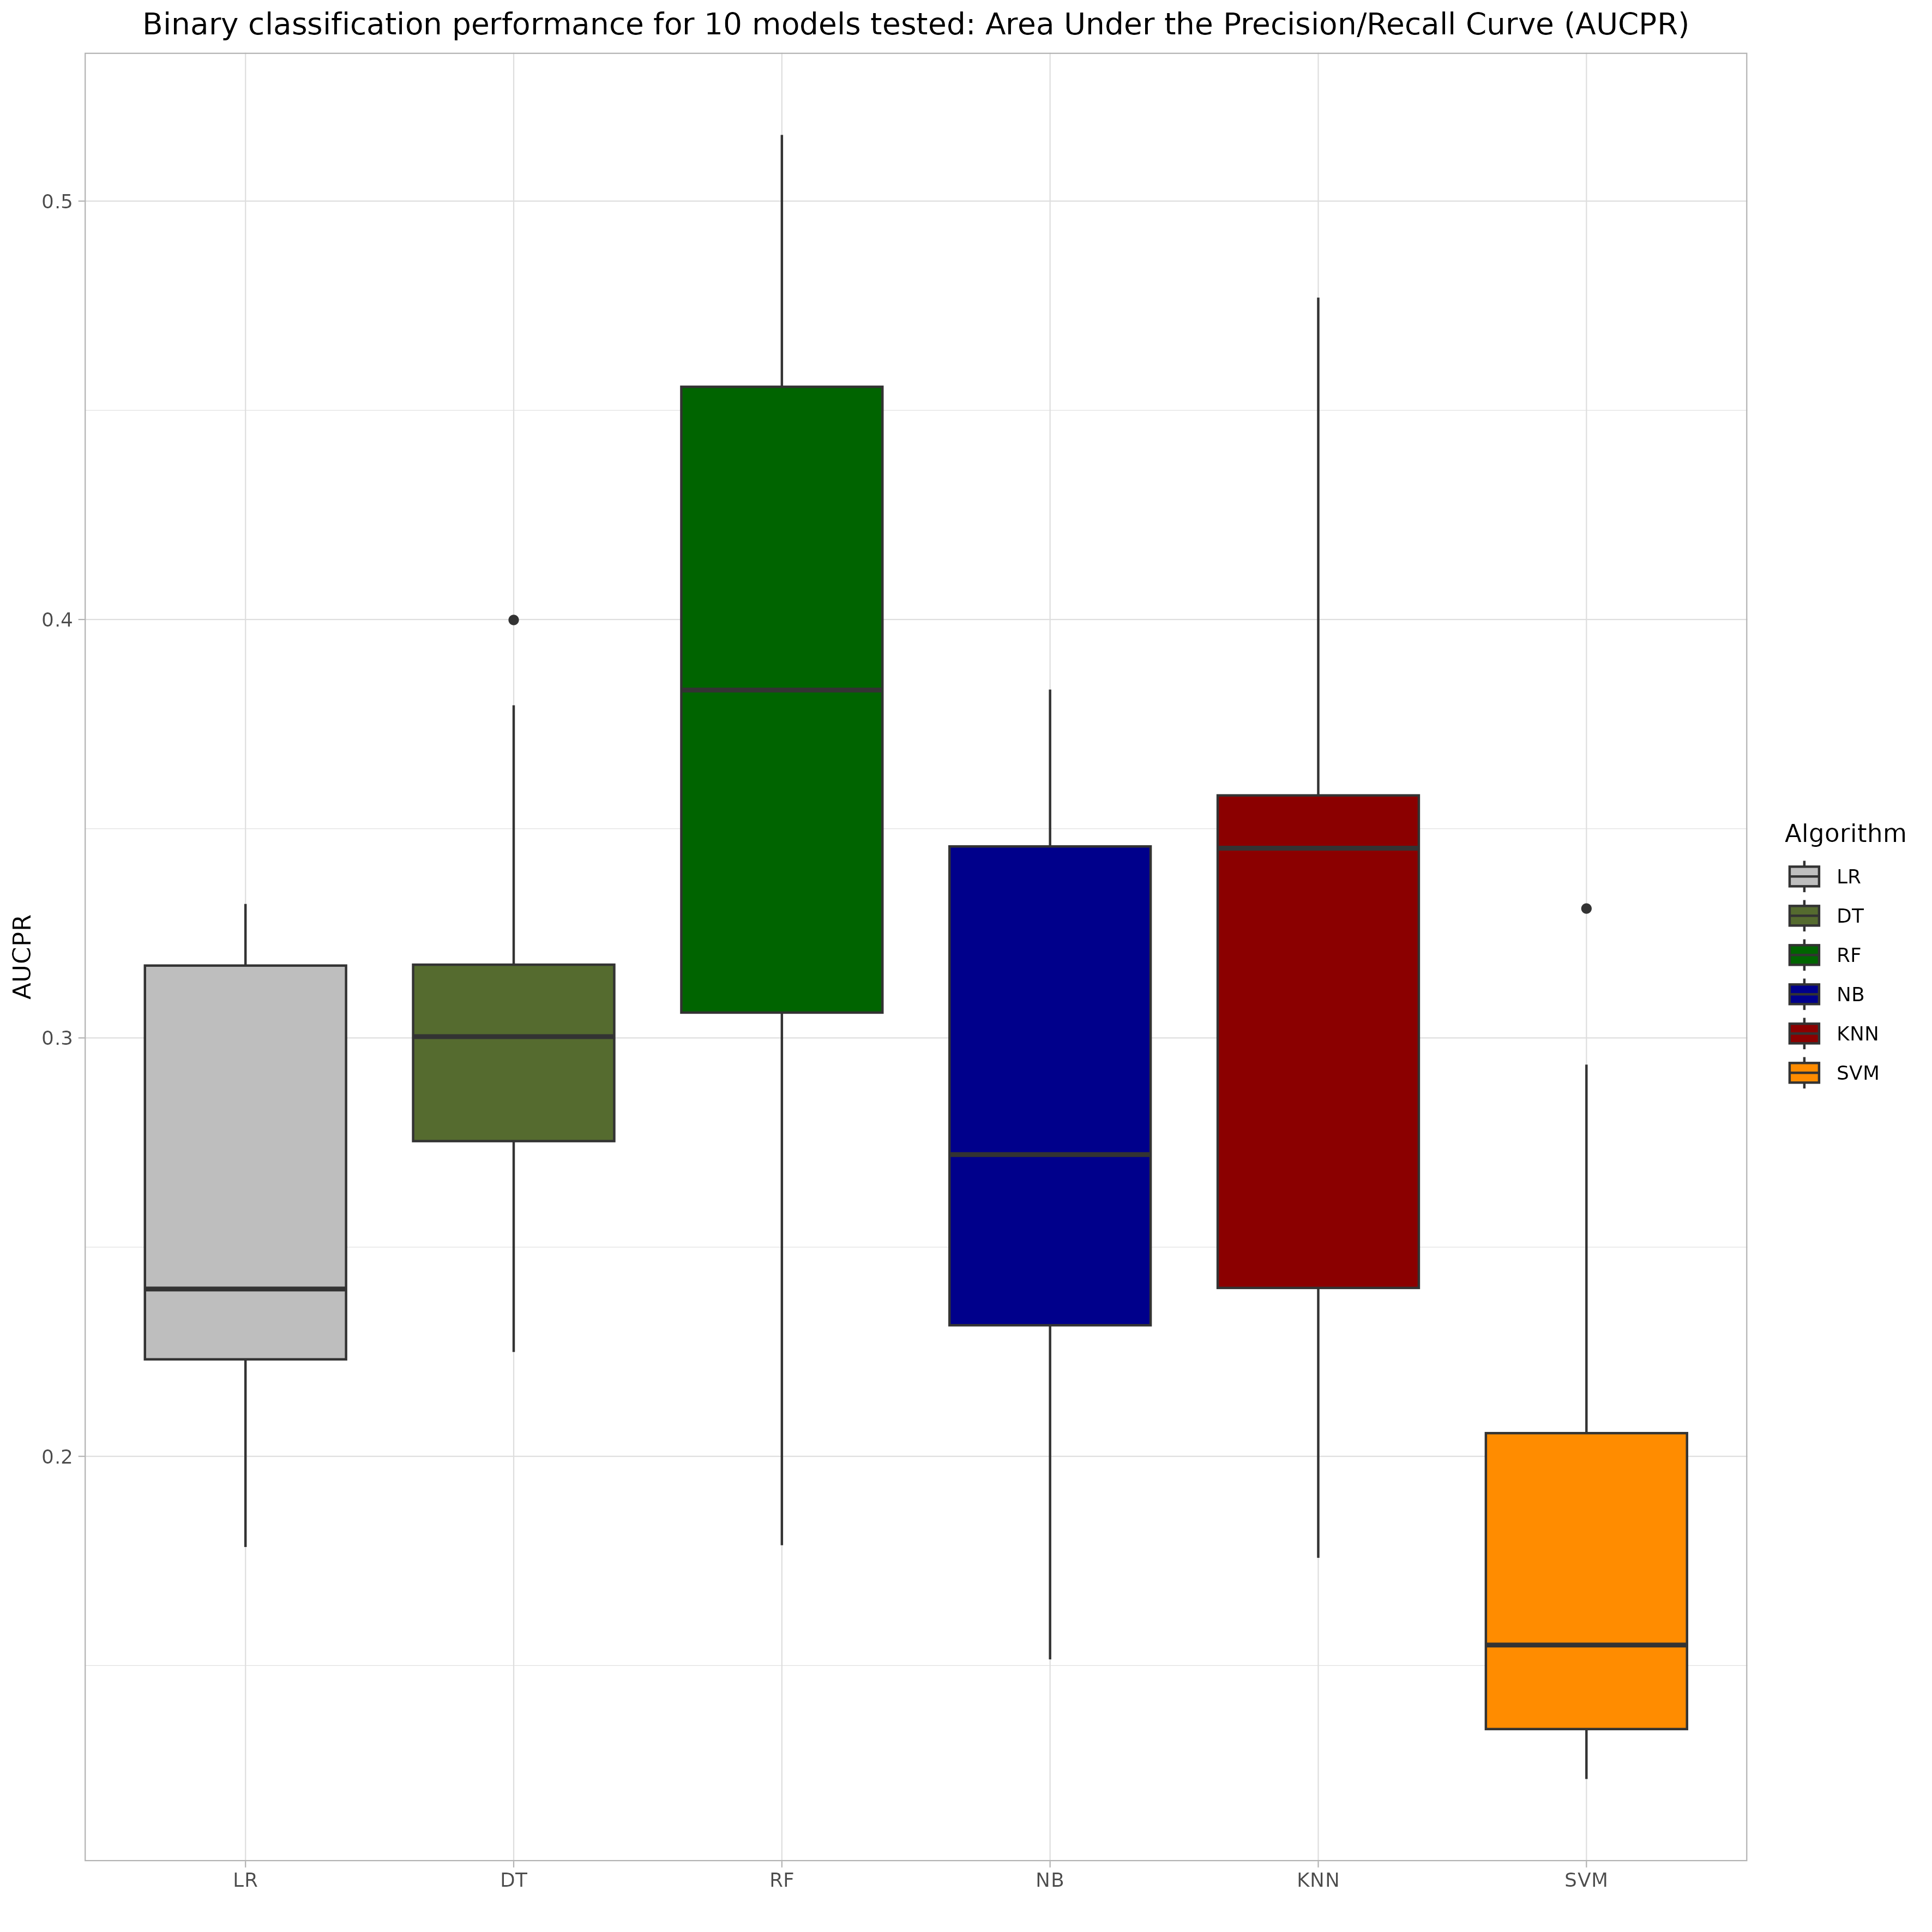 Binary classification performance for 10 models tested: Area Under the Precision/Recall Curve (AUCPR)
AUCPR
0.5
0.4
0.3
0.2
LR DT RF NB KNN SVM
Algorithm
LR
DT
RF
NB
KNN
SVM